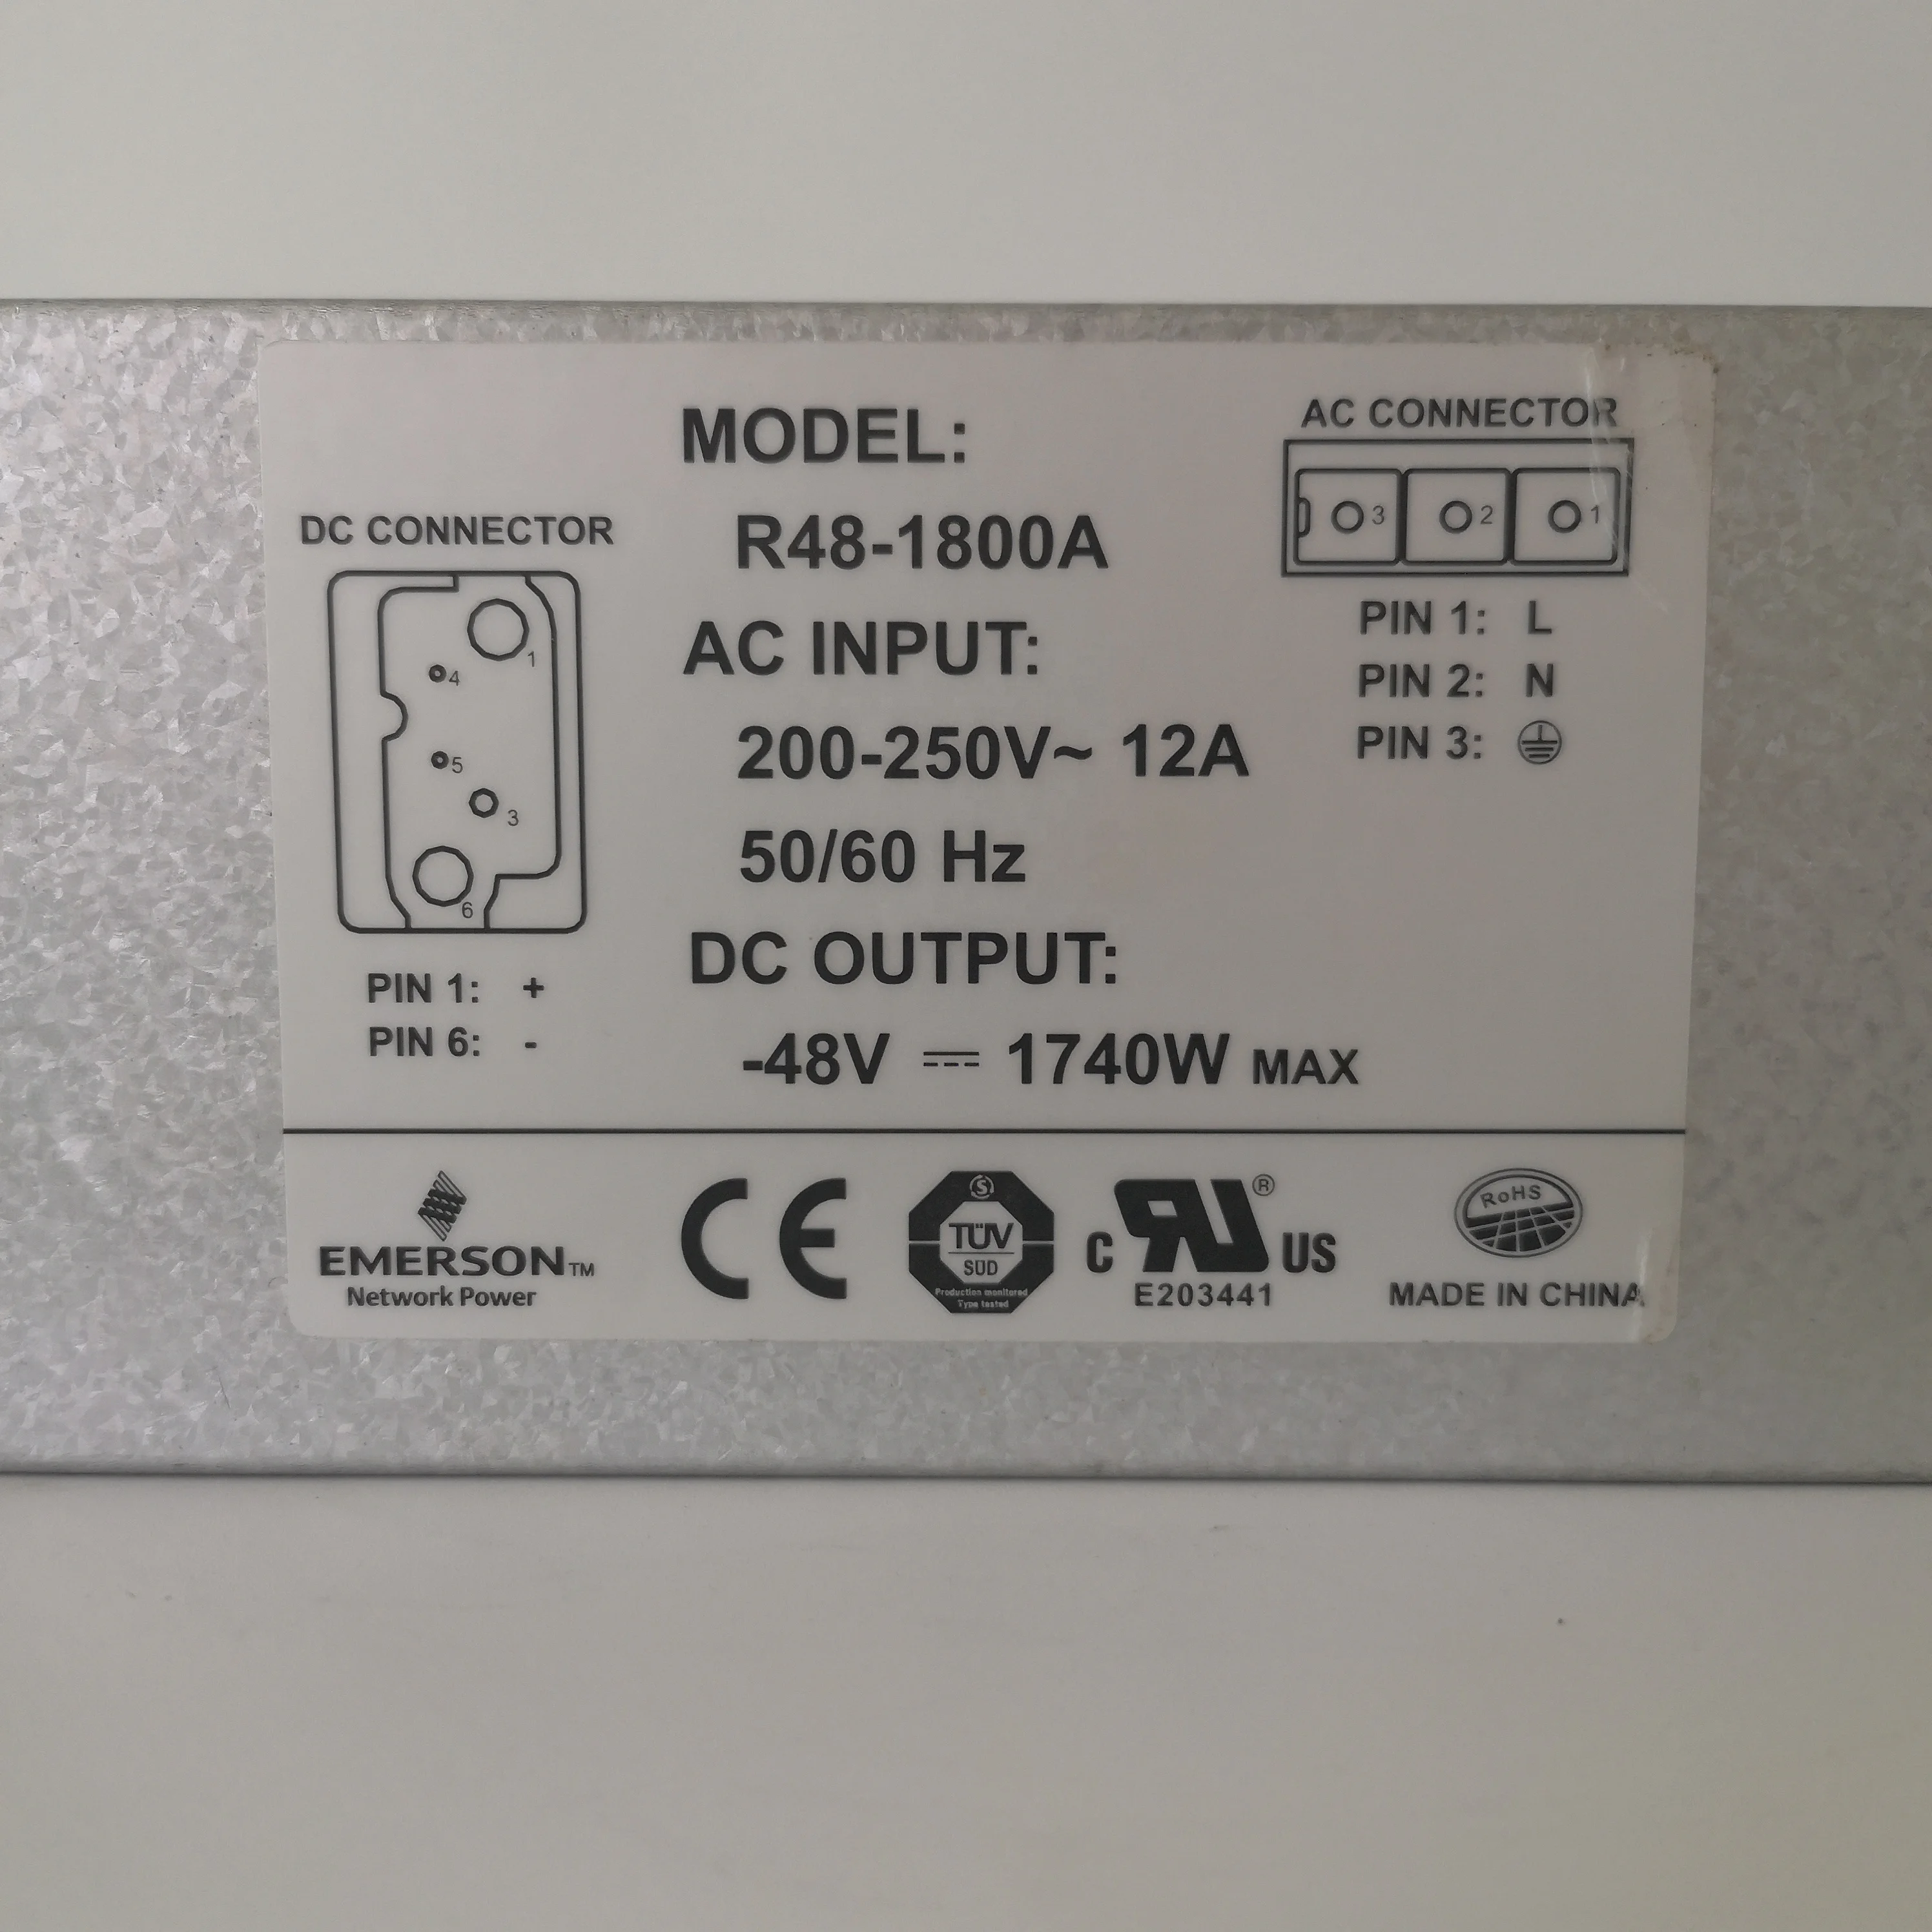 MODEL:
R48-1800A
AC INPUT:
200-250V~ 12A
50/60 Hz
DC OUTPUT:
-48V ⎓ 1740W MAX
DC CONNECTOR
1
4
5
3
6
PIN 1: +
PIN 6: -
AC CONNECTOR
3 2 1
PIN 1: L
PIN 2: N
PIN 3: ⏚
EMERSON™
Network Power
CE
S
TÜV
SÜD
Production monitored
Type tested
C RU® US
E203441
RoHS
MADE IN CHINA